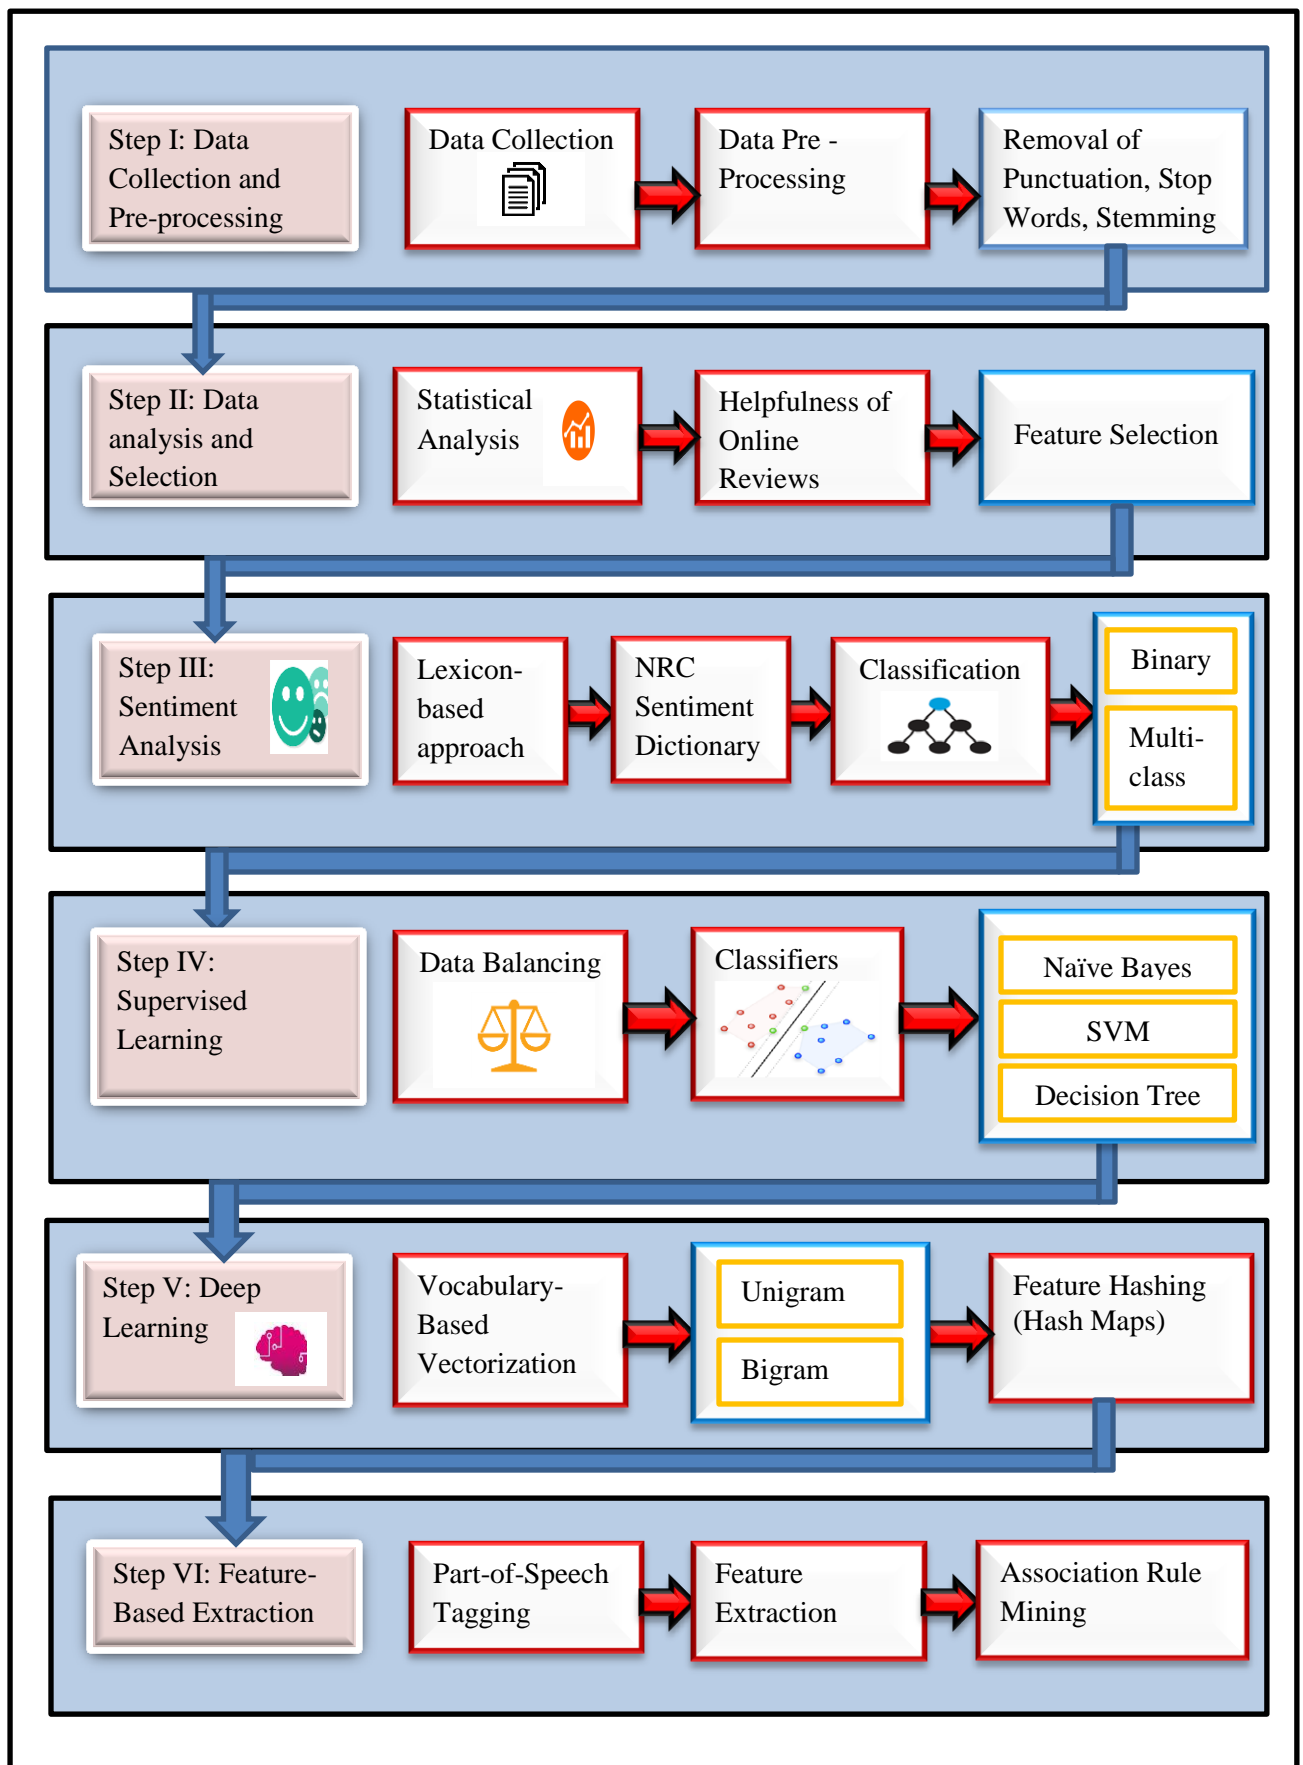 Step I: Data
Collection and
Pre-processing
Data Collection
Data Pre -
Processing
Removal of
Punctuation, Stop
Words, Stemming
Step II: Data
analysis and
Selection
Statistical
Analysis
Helpfulness of
Online
Reviews
Feature Selection
Step III:
Sentiment
Analysis
Lexicon-
based
approach
NRC
Sentiment
Dictionary
Classification
Binary
Multi-
class
Step IV:
Supervised
Learning
Data Balancing
Classifiers
Naïve Bayes
SVM
Decision Tree
Step V: Deep
Learning
Vocabulary-
Based
Vectorization
Unigram
Bigram
Feature Hashing
(Hash Maps)
Step VI: Feature-
Based Extraction
Part-of-Speech
Tagging
Feature
Extraction
Association Rule
Mining